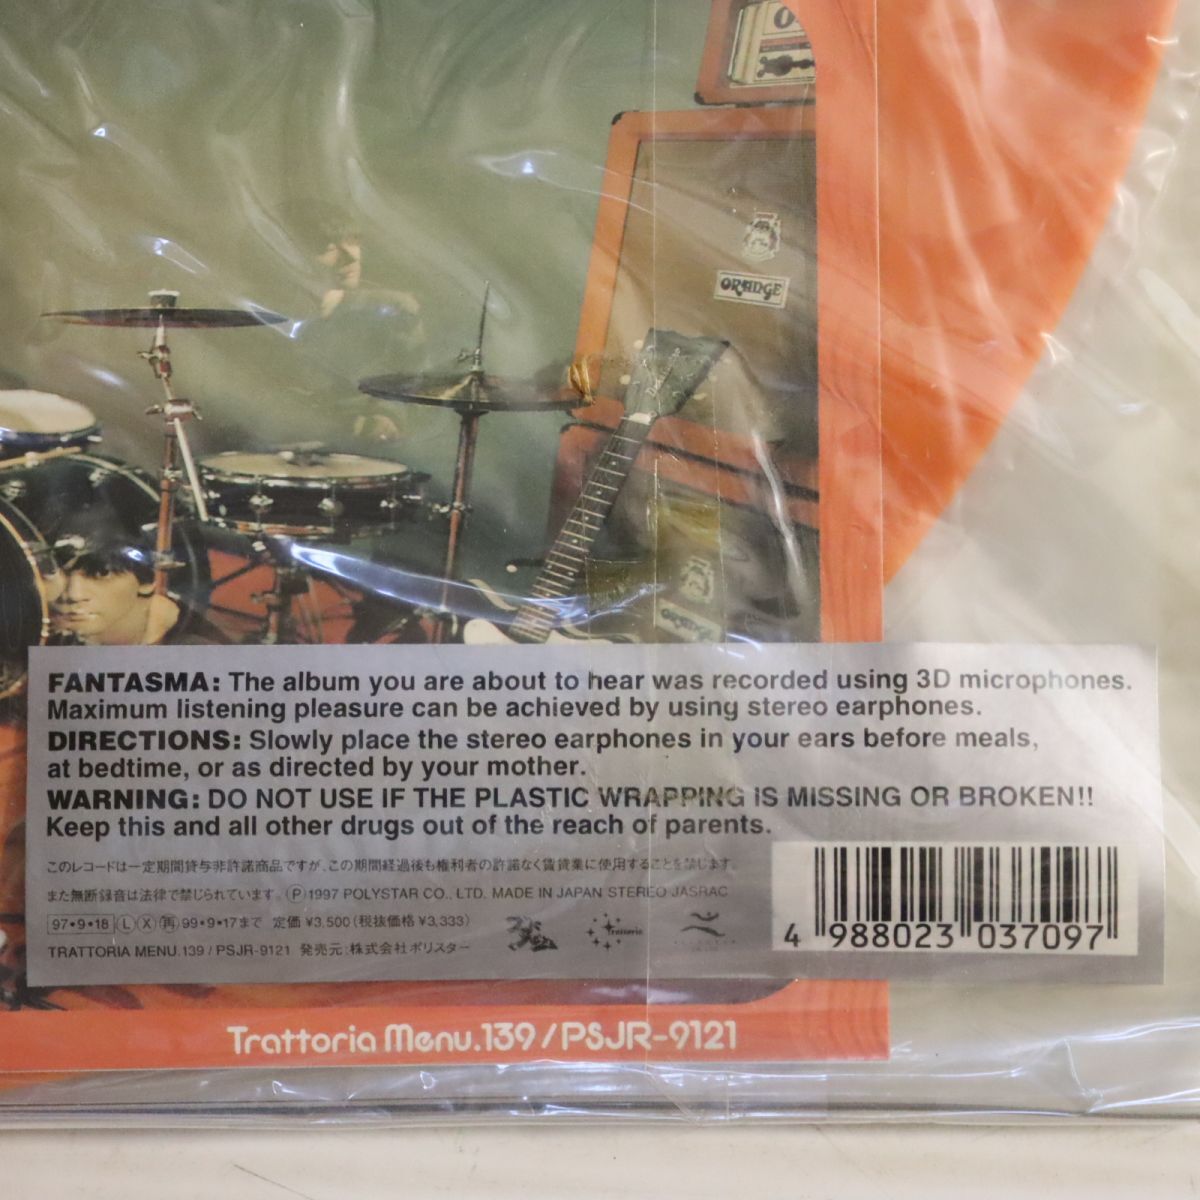 ORANGE
ORANGE
FANTASMA: The album you are about to hear was recorded using 3D microphones.
Maximum listening pleasure can be achieved by using stereo earphones.
DIRECTIONS: Slowly place the stereo earphones in your ears before meals,
at bedtime, or as directed by your mother.
WARNING: DO NOT USE IF THE PLASTIC WRAPPING IS MISSING OR BROKEN!!
Keep this and all other drugs out of the reach of parents.
このレコードは一定期間貸与非許諾商品ですが、この期間経過後も権利者の許諾なく賃貸業に使用することを禁じます。
また無断録音は法律で禁じられています。Ⓟ1997 POLYSTAR CO., LTD. MADE IN JAPAN STEREO JASRAC
97•9•18 Ⓛ Ⓧ ㊢ 99•9•17まで 定価 ¥3,500(税抜価格 ¥3,333)
TRATTORIA MENU.139 / PSJR-9121 発売元:株式会社ポリスター
Trattoria
4 988023 037097
Trattoria Menu.139/PSJR-9121